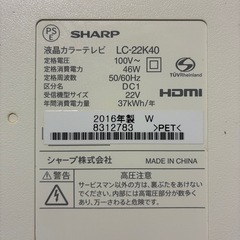 PS E SHARP
液晶カラーテレビ LC-22K40
定格電圧 100V～
定格消費電力 46W
定格周波数 50/60Hz
区分名 DC1
受信機型サイズ 22V
年間消費電力量 37kWh/年
TÜVRheinland
HDMI
2016年製 W
8312783 >PET<
シャープ株式会社 MADE IN CHINA
高圧注意
サービスマン以外の方は、裏ぶたをあけないで
ください。内部には高電圧部分が数多く
あり、万一さわると危険です。